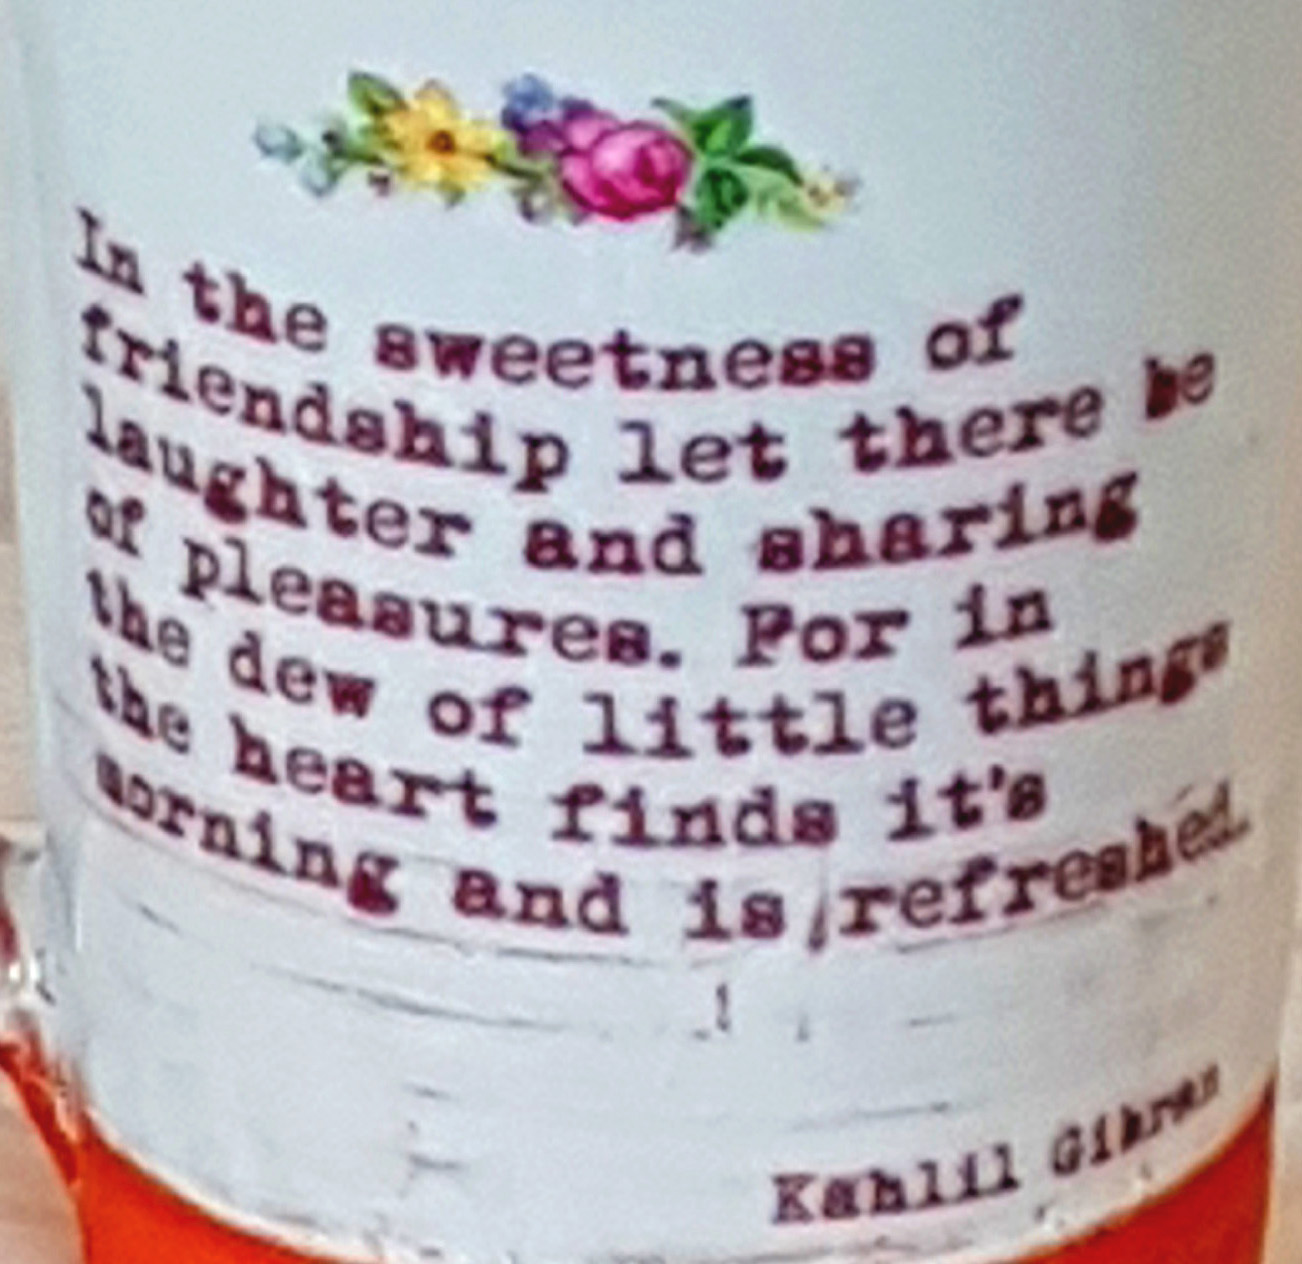 In the sweetness of
friendship let there be
laughter and sharing
of pleasures. For in
the dew of little things
the heart finds it's
morning and is refreshed.
Kahlil Gibran